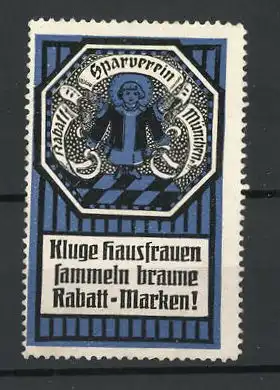 Rabatt Sparverein München
Kluge Hausfrauen
sammeln braune
Rabatt-Marken!